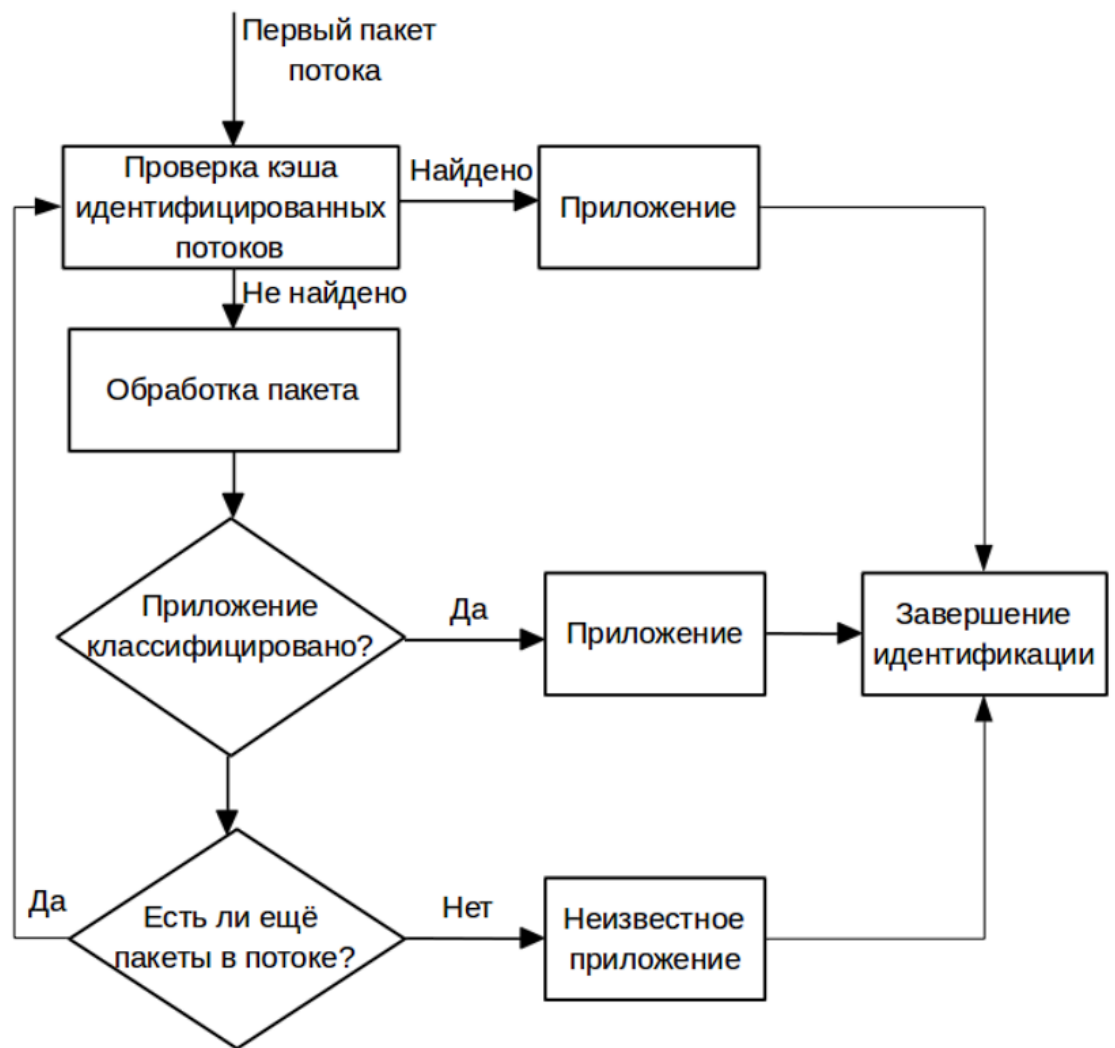 Первый пакет
потока
Проверка кэша
идентифицированных
потоков
Найдено
Приложение
Не найдено
Обработка пакета
Приложение
классифицировано?
Да
Приложение
Завершение
идентификации
Да
Есть ли ещё
пакеты в потоке?
Нет
Неизвестное
приложение